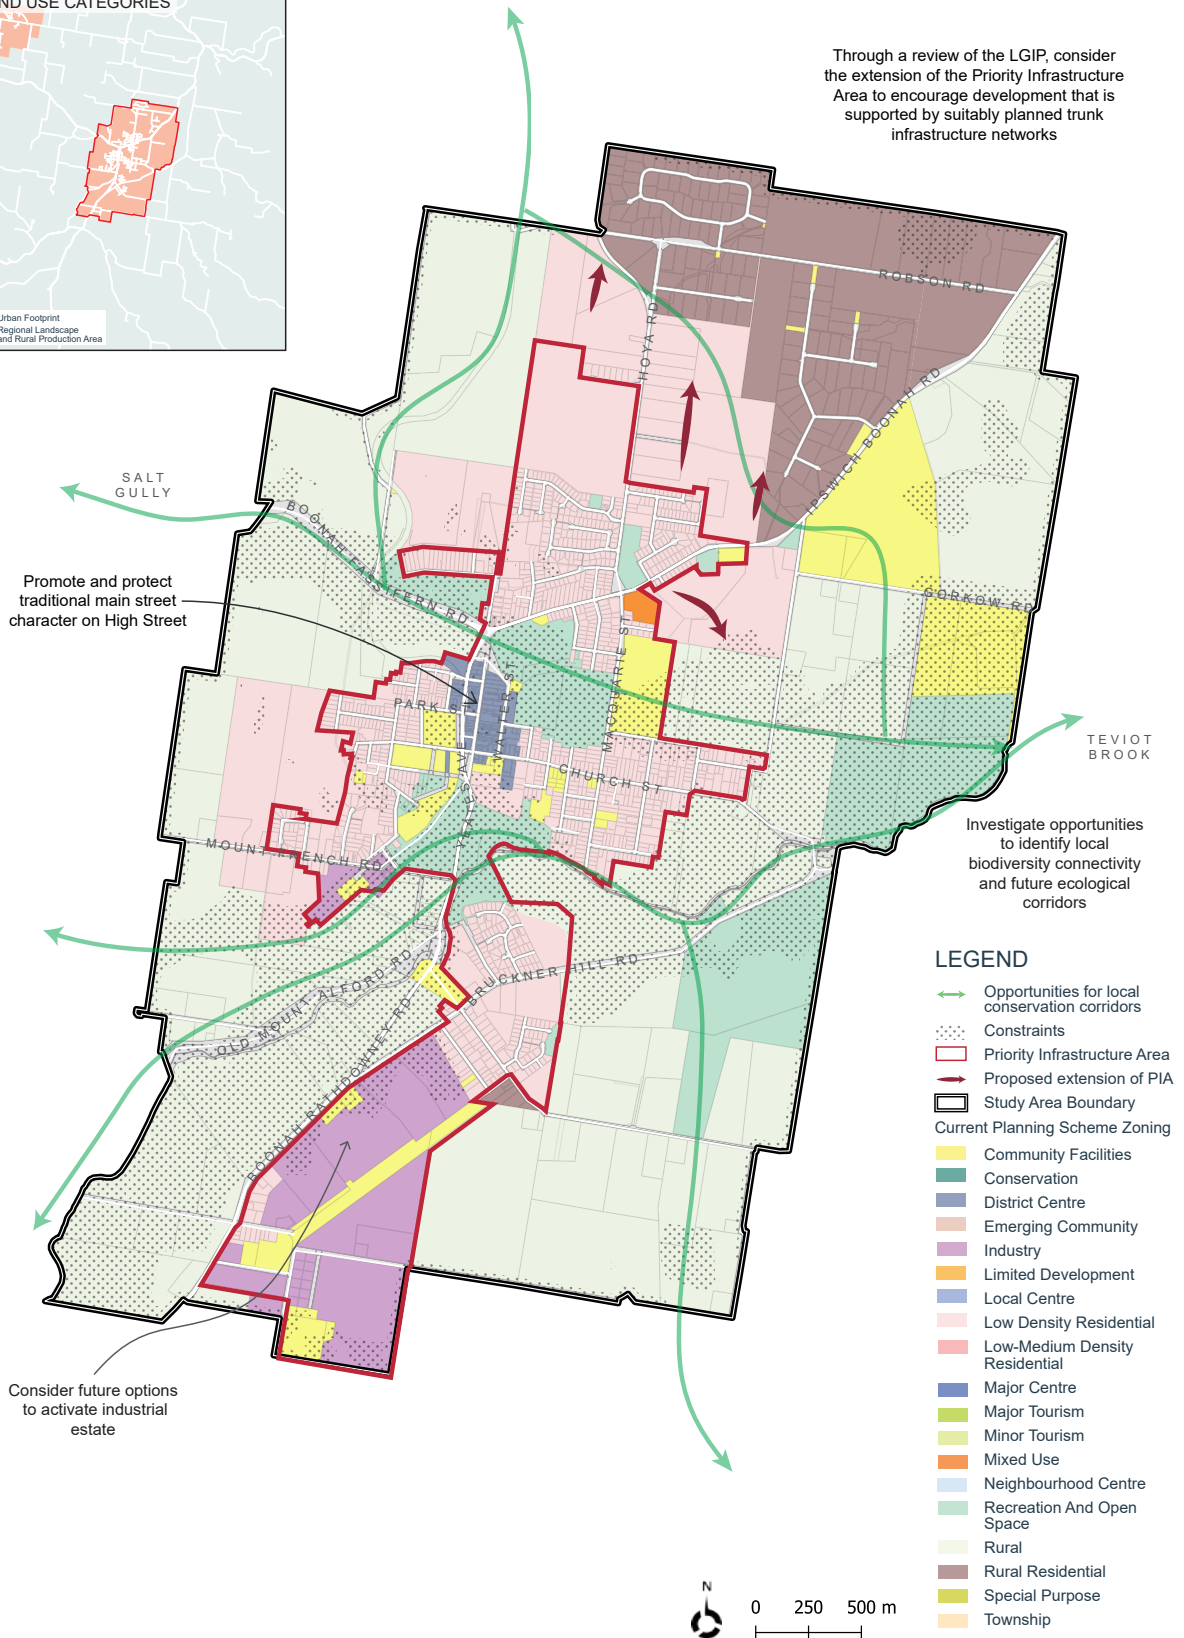 ND USE CATEGORIES
Urban Footprint
Regional Landscape
and Rural Production Area
Through a review of the LGIP, consider
the extension of the Priority Infrastructure
Area to encourage development that is
supported by suitably planned trunk
infrastructure networks
ROBSON RD
HOYA RD
IPSWICH BOONAH RD
SALT
GULLY
BOONAH FASSIFERN RD
Promote and protect
traditional main street
character on High Street
GORKOW RD
MACQUARIE ST
WALTER ST
PARK ST
YEATES AVE
CHURCH ST
TEVIOT
BROOK
MOUNT FRENCH RD
Investigate opportunities
to identify local
biodiversity connectivity
and future ecological
corridors
BRUCKNER HILL RD
OLD MOUNT ALFORD RD
BOONAH RATHDOWNEY RD
Consider future options
to activate industrial
estate
LEGEND
Opportunities for local
conservation corridors
Constraints
Priority Infrastructure Area
Proposed extension of PIA
Study Area Boundary
Current Planning Scheme Zoning
Community Facilities
Conservation
District Centre
Emerging Community
Industry
Limited Development
Local Centre
Low Density Residential
Low-Medium Density
Residential
Major Centre
Major Tourism
Minor Tourism
Mixed Use
Neighbourhood Centre
Recreation And Open
Space
Rural
Rural Residential
Special Purpose
Township
N
0 250 500 m